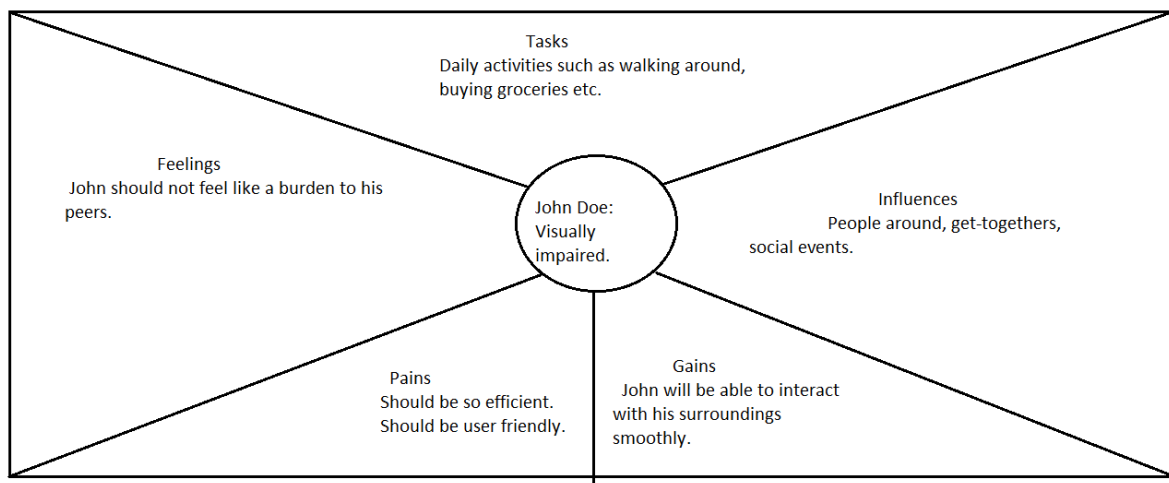 Tasks
Daily activities such as walking around,
buying groceries etc.
Feelings
John should not feel like a burden to his
peers.
John Doe:
Visually
impaired.
Influences
People around, get-togethers,
social events.
Pains
Should be so efficient.
Should be user friendly.
Gains
John will be able to interact
with his surroundings
smoothly.